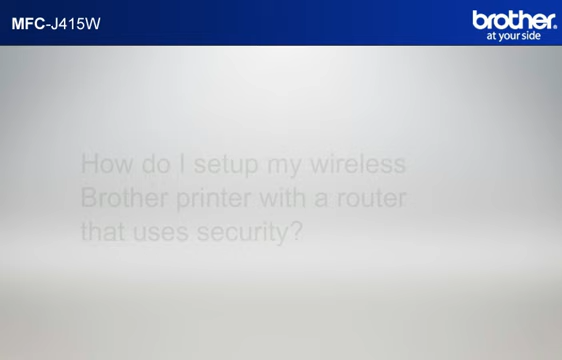 MFC-J415W
brother
at your side
How do I setup my wireless
Brother printer with a router
that uses security?